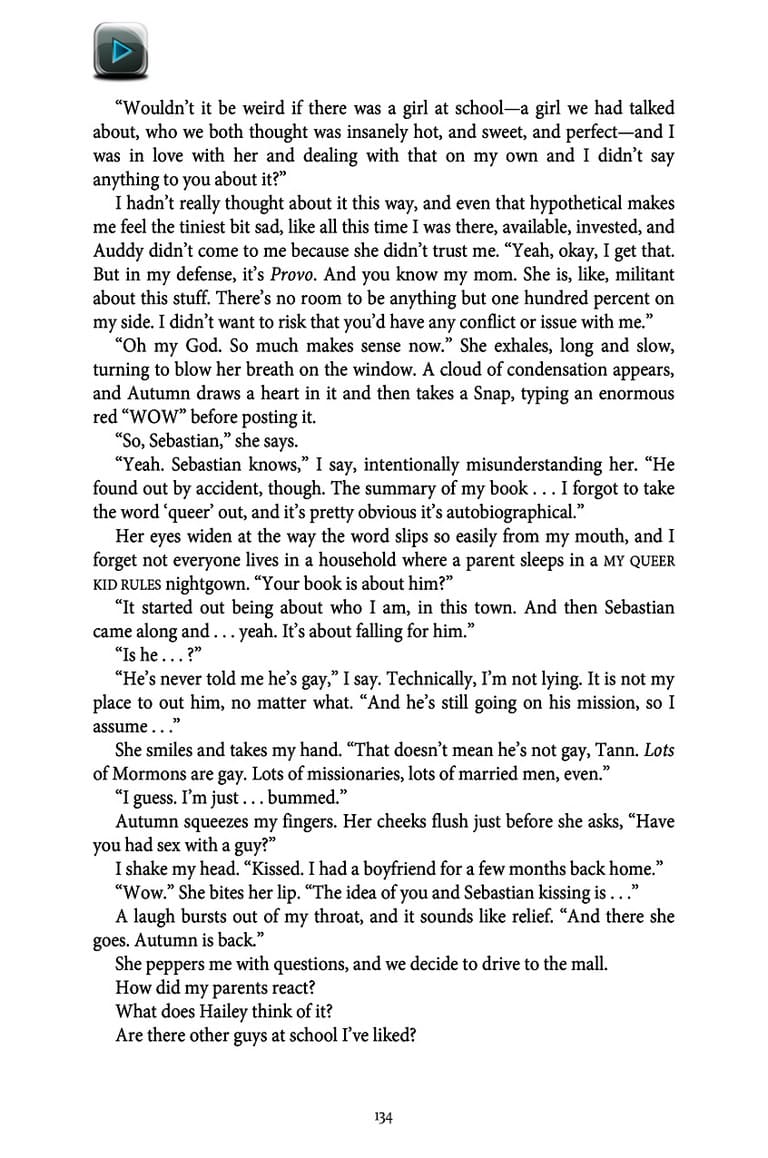 “Wouldn’t it be weird if there was a girl at school—a girl we had talked
about, who we both thought was insanely hot, and sweet, and perfect—and I
was in love with her and dealing with that on my own and I didn’t say
anything to you about it?”
I hadn’t really thought about it this way, and even that hypothetical makes
me feel the tiniest bit sad, like all this time I was there, available, invested, and
Auddy didn’t come to me because she didn’t trust me. “Yeah, okay, I get that.
But in my defense, it’s Provo. And you know my mom. She is, like, militant
about this stuff. There’s no room to be anything but one hundred percent on
my side. I didn’t want to risk that you’d have any conflict or issue with me.”
“Oh my God. So much makes sense now.” She exhales, long and slow,
turning to blow her breath on the window. A cloud of condensation appears,
and Autumn draws a heart in it and then takes a Snap, typing an enormous
red “WOW” before posting it.
“So, Sebastian,” she says.
“Yeah. Sebastian knows,” I say, intentionally misunderstanding her. “He
found out by accident, though. The summary of my book . . . I forgot to take
the word ‘queer’ out, and it’s pretty obvious it’s autobiographical.”
Her eyes widen at the way the word slips so easily from my mouth, and I
forget not everyone lives in a household where a parent sleeps in a MY QUEER
KID RULES nightgown. “Your book is about him?”
“It started out being about who I am, in this town. And then Sebastian
came along and . . . yeah. It’s about falling for him.”
“Is he . . . ?”
“He’s never told me he’s gay,” I say. Technically, I’m not lying. It is not my
place to out him, no matter what. “And he’s still going on his mission, so I
assume . . .”
She smiles and takes my hand. “That doesn’t mean he’s not gay, Tann. Lots
of Mormons are gay. Lots of missionaries, lots of married men, even.”
“I guess. I’m just . . . bummed.”
Autumn squeezes my fingers. Her cheeks flush just before she asks, “Have
you had sex with a guy?”
I shake my head. “Kissed. I had a boyfriend for a few months back home.”
“Wow.” She bites her lip. “The idea of you and Sebastian kissing is . . .”
A laugh bursts out of my throat, and it sounds like relief. “And there she
goes. Autumn is back.”
She peppers me with questions, and we decide to drive to the mall.
How did my parents react?
What does Hailey think of it?
Are there other guys at school I’ve liked?
134